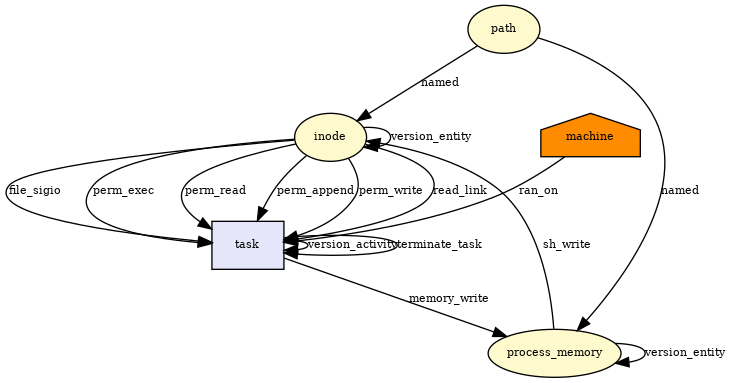 path
named
inode
version_entity
machine
file_sigio
perm_exec
perm_read
perm_append
perm_write
read_link
ran_on
named
task
version_activity
terminate_task
sh_write
memory_write
process_memory
version_entity